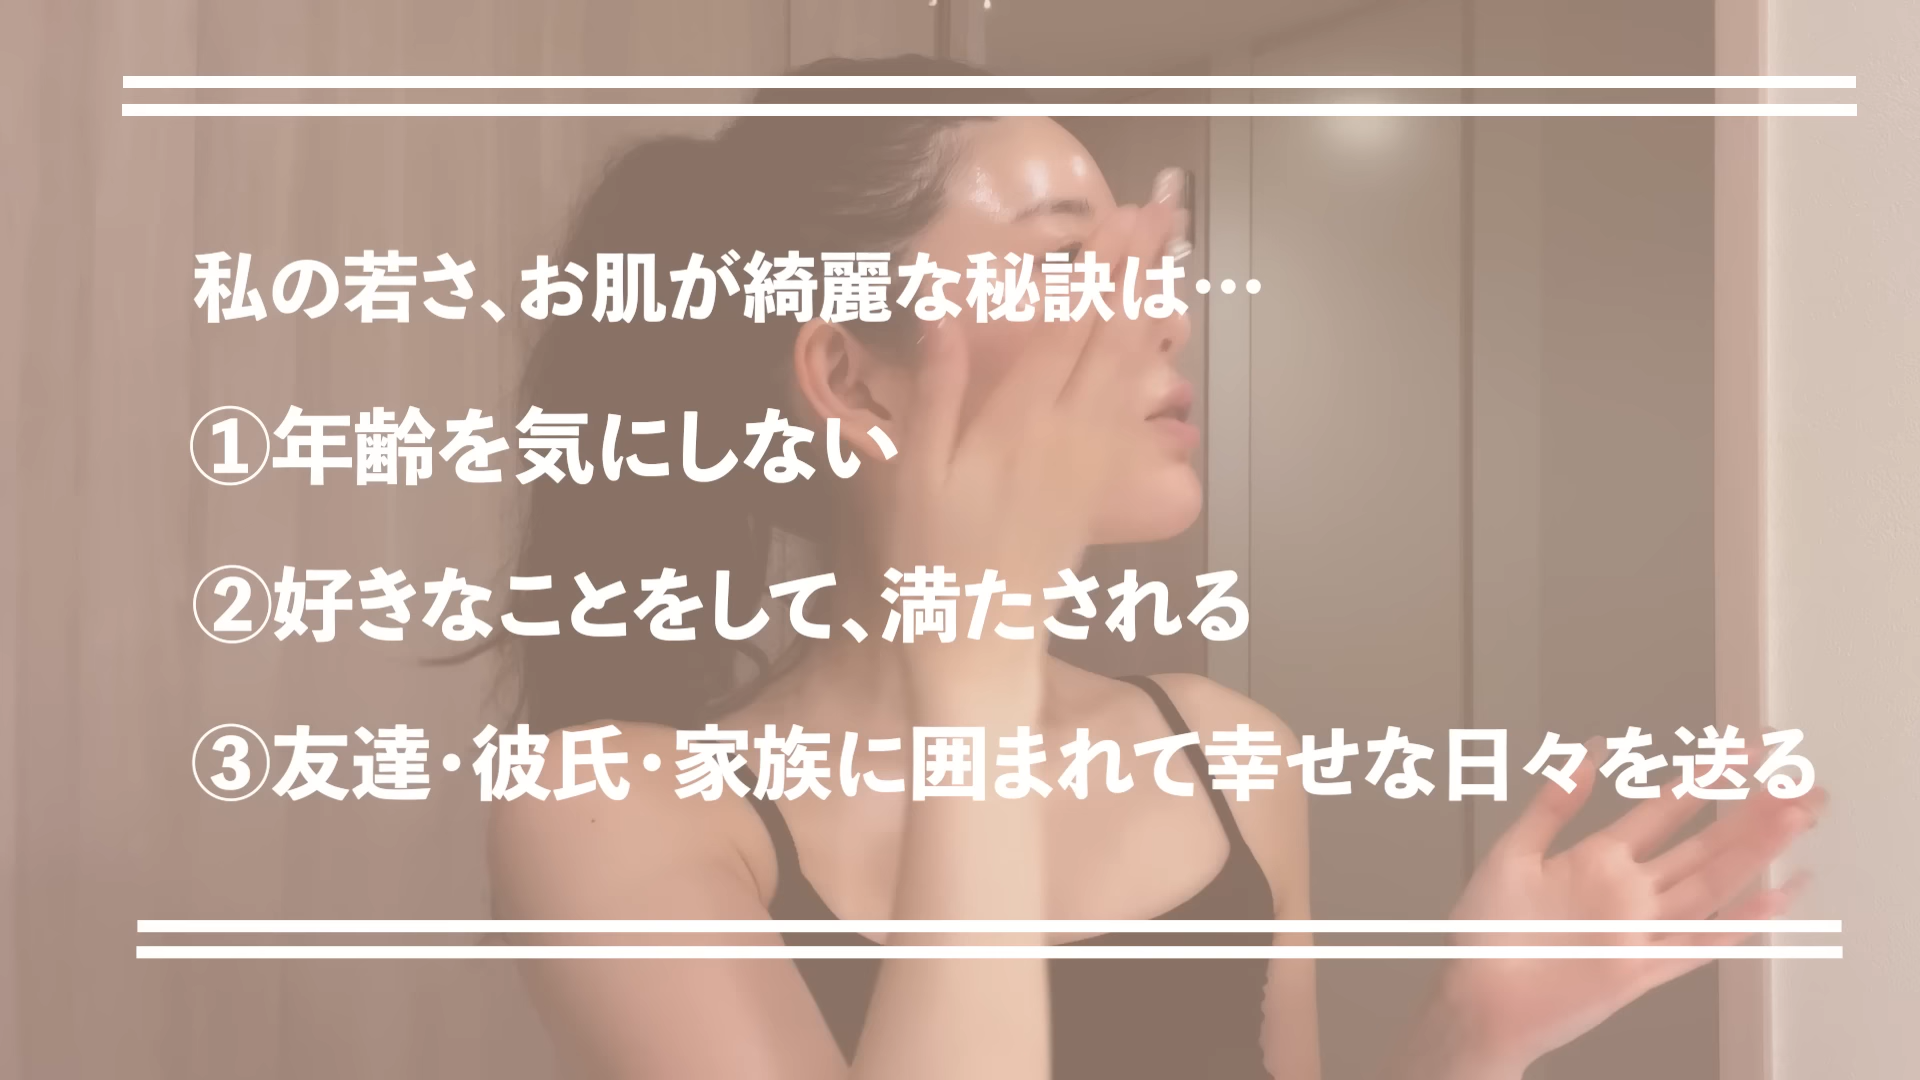 私の若さ、お肌が綺麗な秘訣は…
①年齢を気にしない
②好きなことをして、満たされる
③友達・彼氏・家族に囲まれて幸せな日々を送る